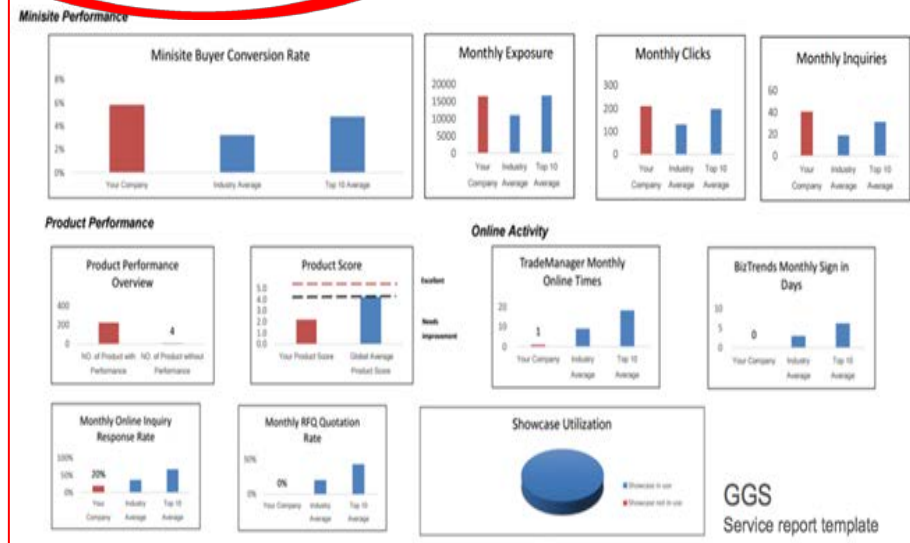 Minisite Performance
Minisite Buyer Conversion Rate
8%
6%
4%
2%
0%
Your Company
Industry Average
Top 10 Average
Monthly Exposure
20000
15000
10000
5000
0
Your Industry Top 10
Company Average Average
Monthly Clicks
300
200
100
0
Your Industry Top 10
Company Average Average
Monthly Inquiries
60
40
20
0
Your Industry Top 10
Company Average Average
Product Performance
Product Performance
Overview
400
200
0
4
NO. of Product with NO. of Product without
Performance Performance
Product Score
5.0
4.0
3.0
2.0
1.0
0.0
Your Product Score Global Average
Product Score
Excellent
Needs
improvement
Online Activity
TradeManager Monthly
Online Times
20
10
0
1
Your Company Industry Top 10
Average Average
BizTrends Monthly Sign in
Days
10
5
0
0
Your Company Industry Top 10
Average Average
Monthly Online Inquiry
Response Rate
100%
50%
0%
20%
Your Industry Top 10
Company Average Average
Monthly RFQ Quotation
Rate
50%
0%
0%
Your Company Industry Top 10
Average Average
Showcase Utilization
Showcase in use
Showcase not in use
GGS
Service report template